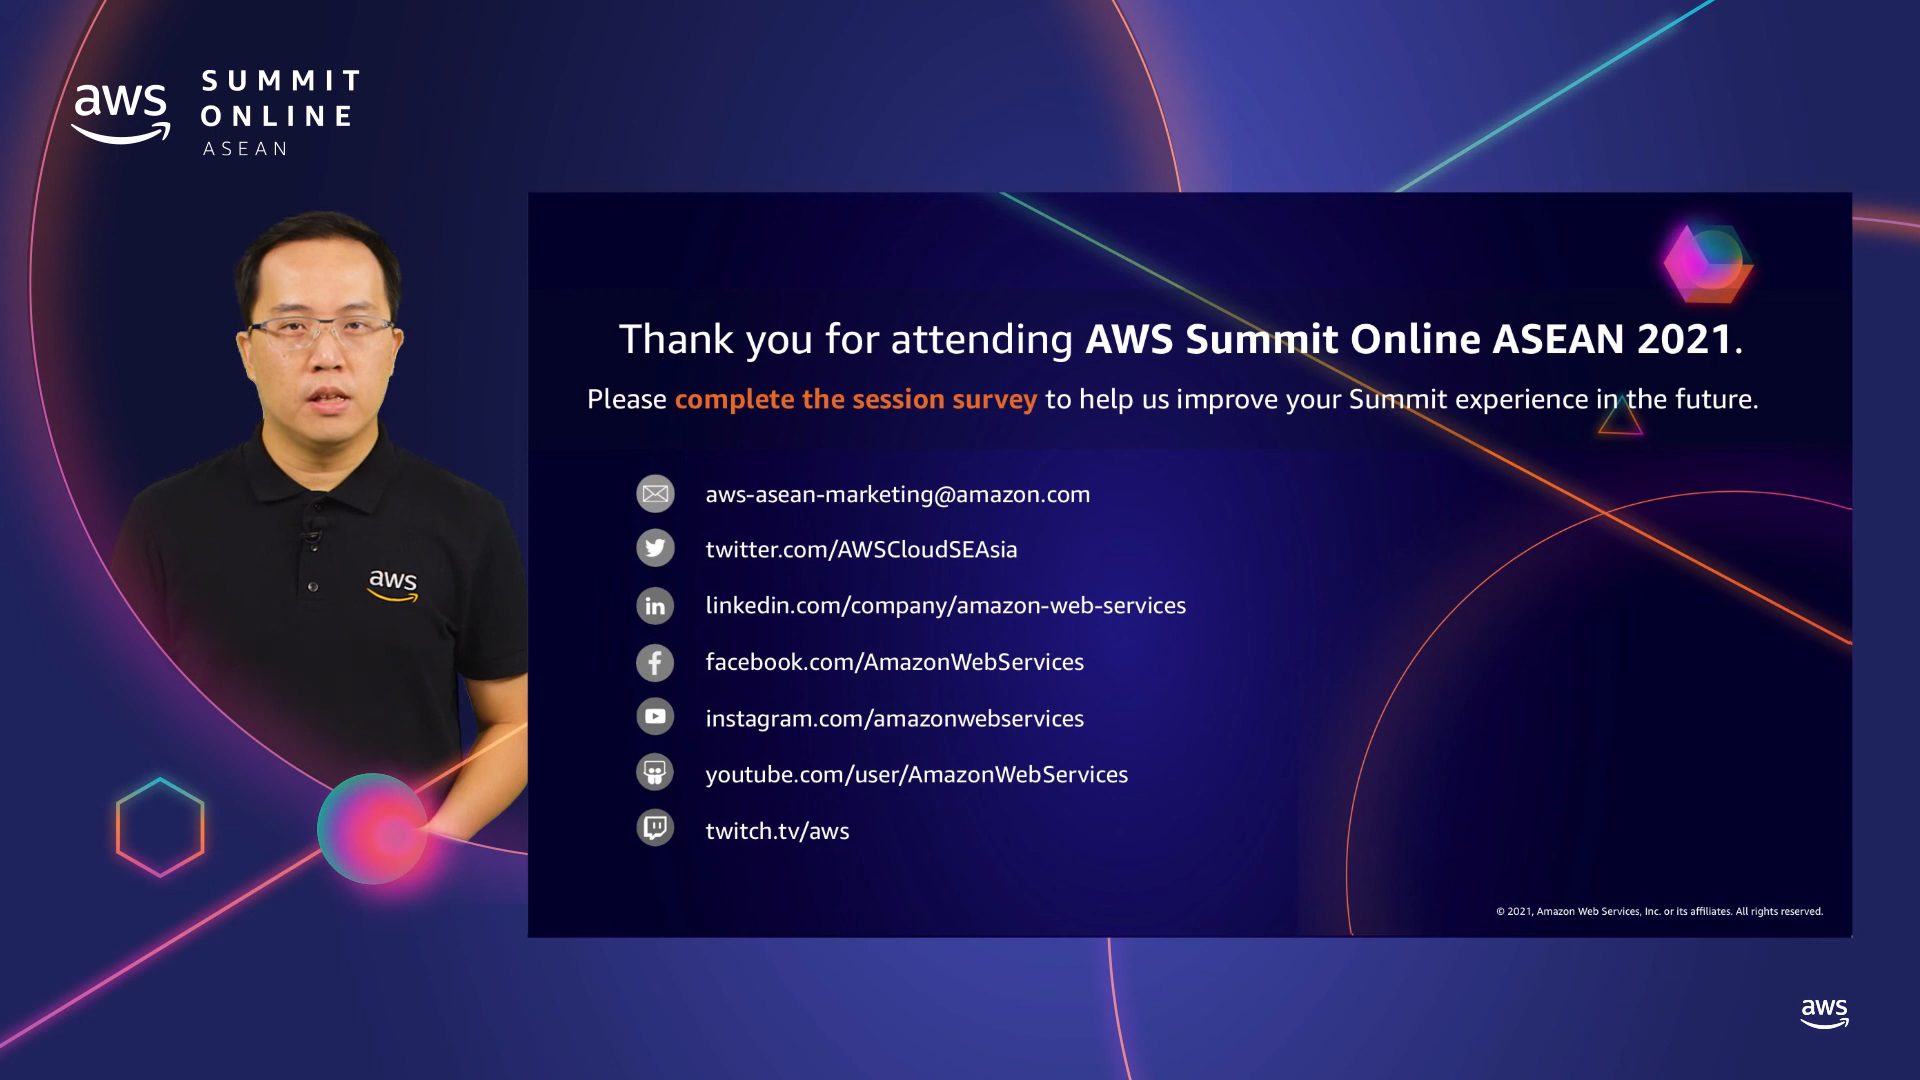 aws
SUMMIT
ONLINE
ASEAN
Thank you for attending AWS Summit Online ASEAN 2021.
Please complete the session survey to help us improve your Summit experience in the future.
aws-asean-marketing@amazon.com
twitter.com/AWSCloudSEAsia
in linkedin.com/company/amazon-web-services
f facebook.com/AmazonWebServices
instagram.com/amazonwebservices
youtube.com/user/AmazonWebServices
twitch.tv/aws
aws
© 2021, Amazon Web Services, Inc. or its affiliates. All rights reserved.
aws